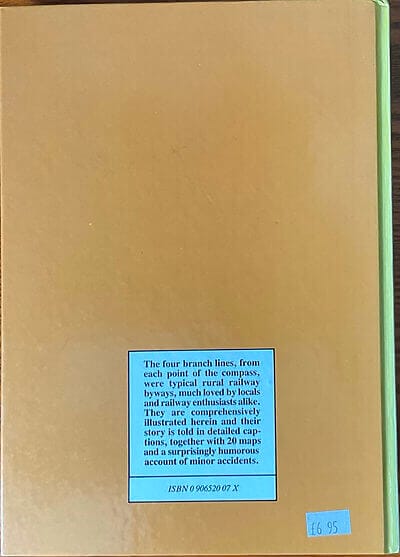 The four branch lines, from
each point of the compass,
were typical rural railway
byways, much loved by locals
and railway enthusiasts alike.
They are comprehensively
illustrated herein and their
story is told in detailed cap-
tions, together with 20 maps
and a surprisingly humorous
account of minor accidents.
ISBN 0 906520 07 X
£6 95